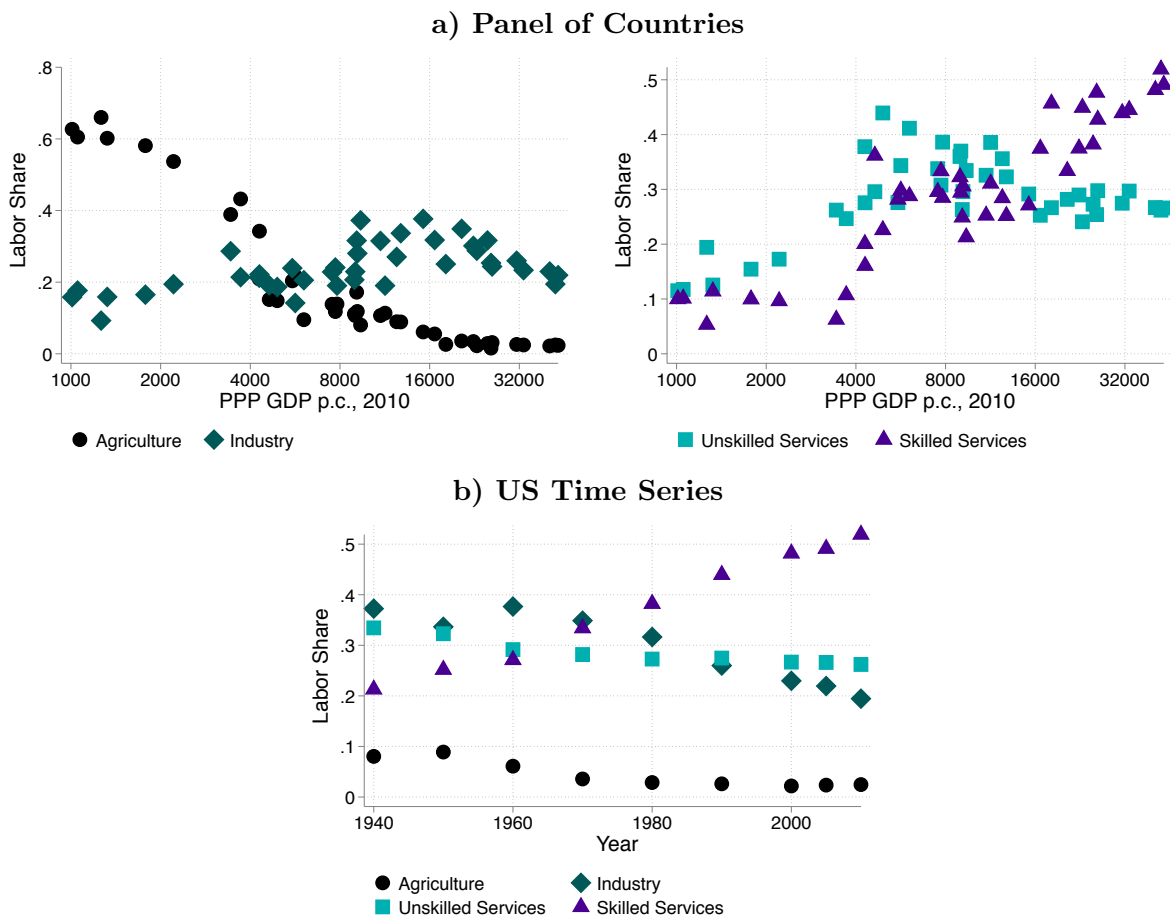 a) Panel of Countries
.8
.6
.4
.2
0
Labor Share
1000 2000 4000 8000 16000 32000
PPP GDP p.c., 2010
Agriculture Industry
.5
.4
.3
.2
.1
0
Labor Share
1000 2000 4000 8000 16000 32000
PPP GDP p.c., 2010
Unskilled Services Skilled Services
b) US Time Series
.5
.4
.3
.2
.1
0
Labor Share
1940 1960 1980 2000
Year
Agriculture Industry
Unskilled Services Skilled Services